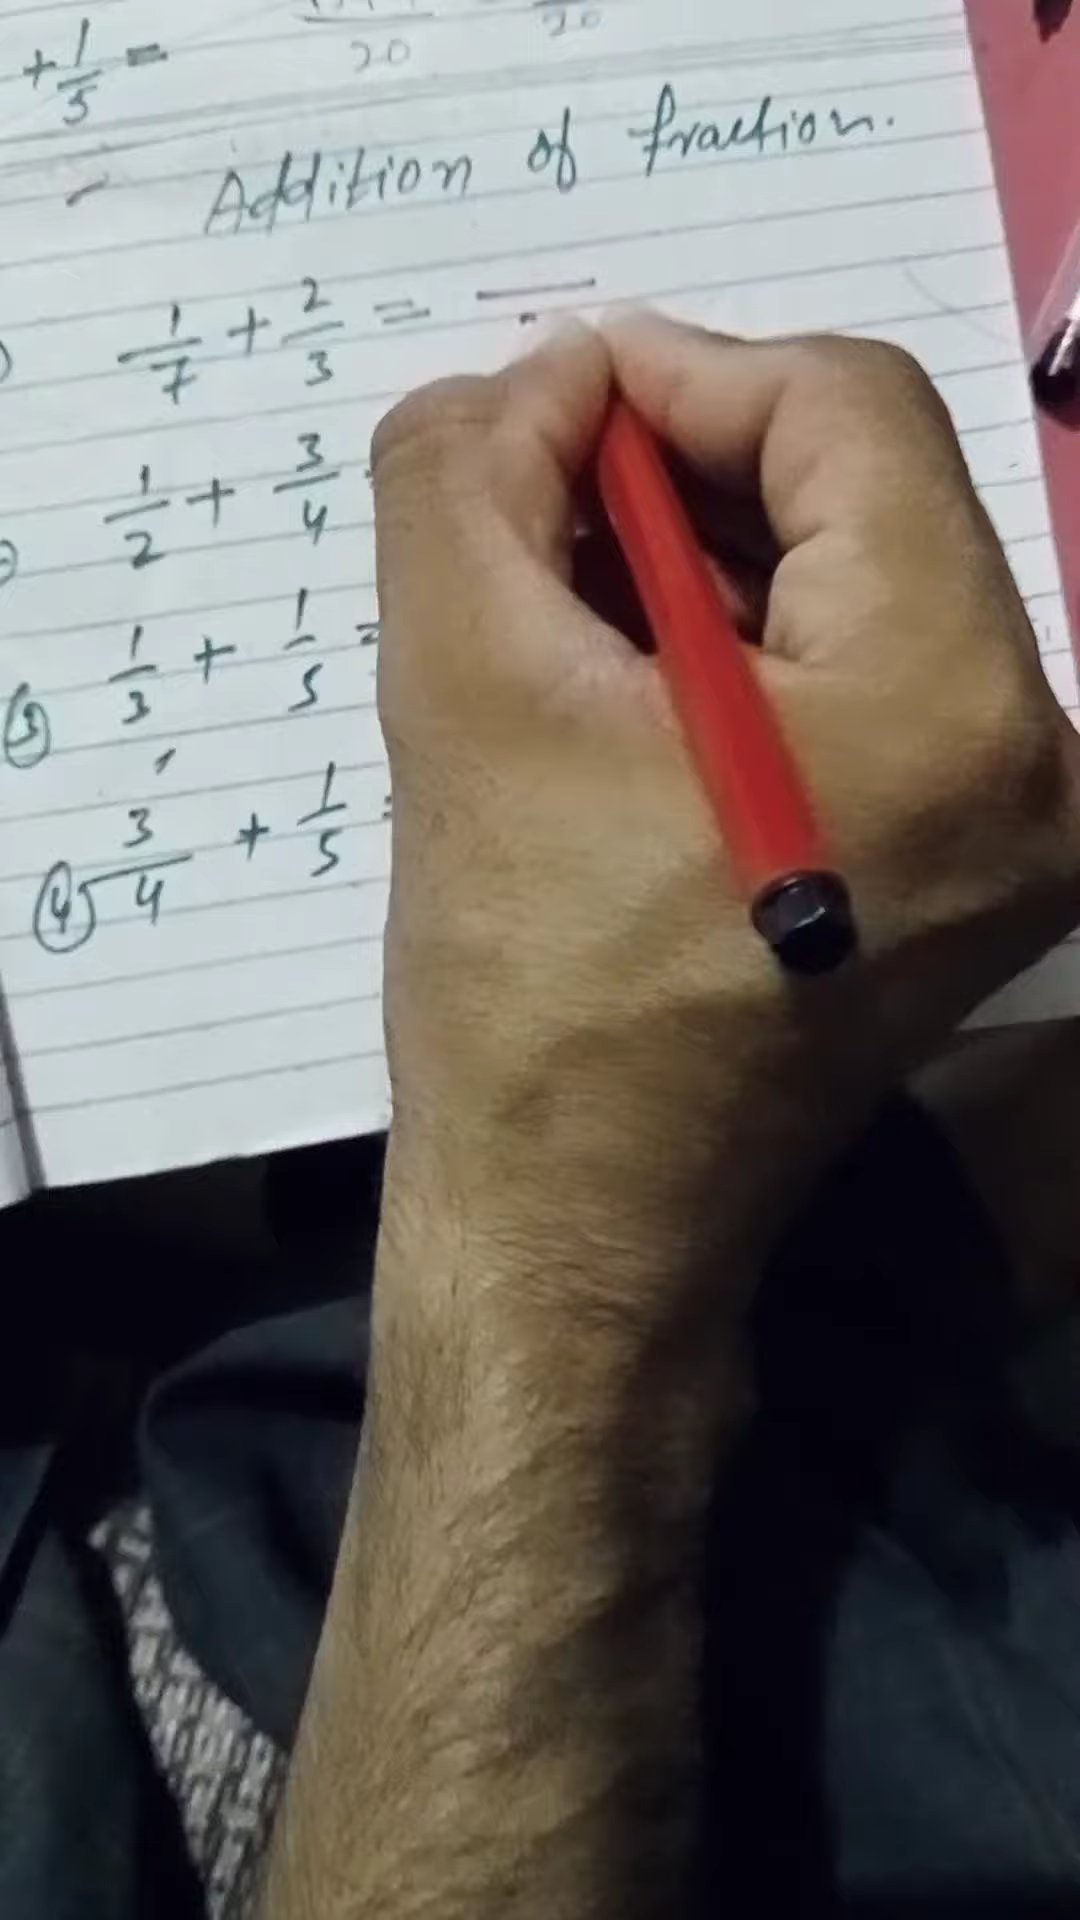 + 1/5 = 20 20
Addition of fraction.
1/7 + 2/3 =
1/2 + 3/4
3 1/3 + 1/5 =
4 3/4 + 1/5 =